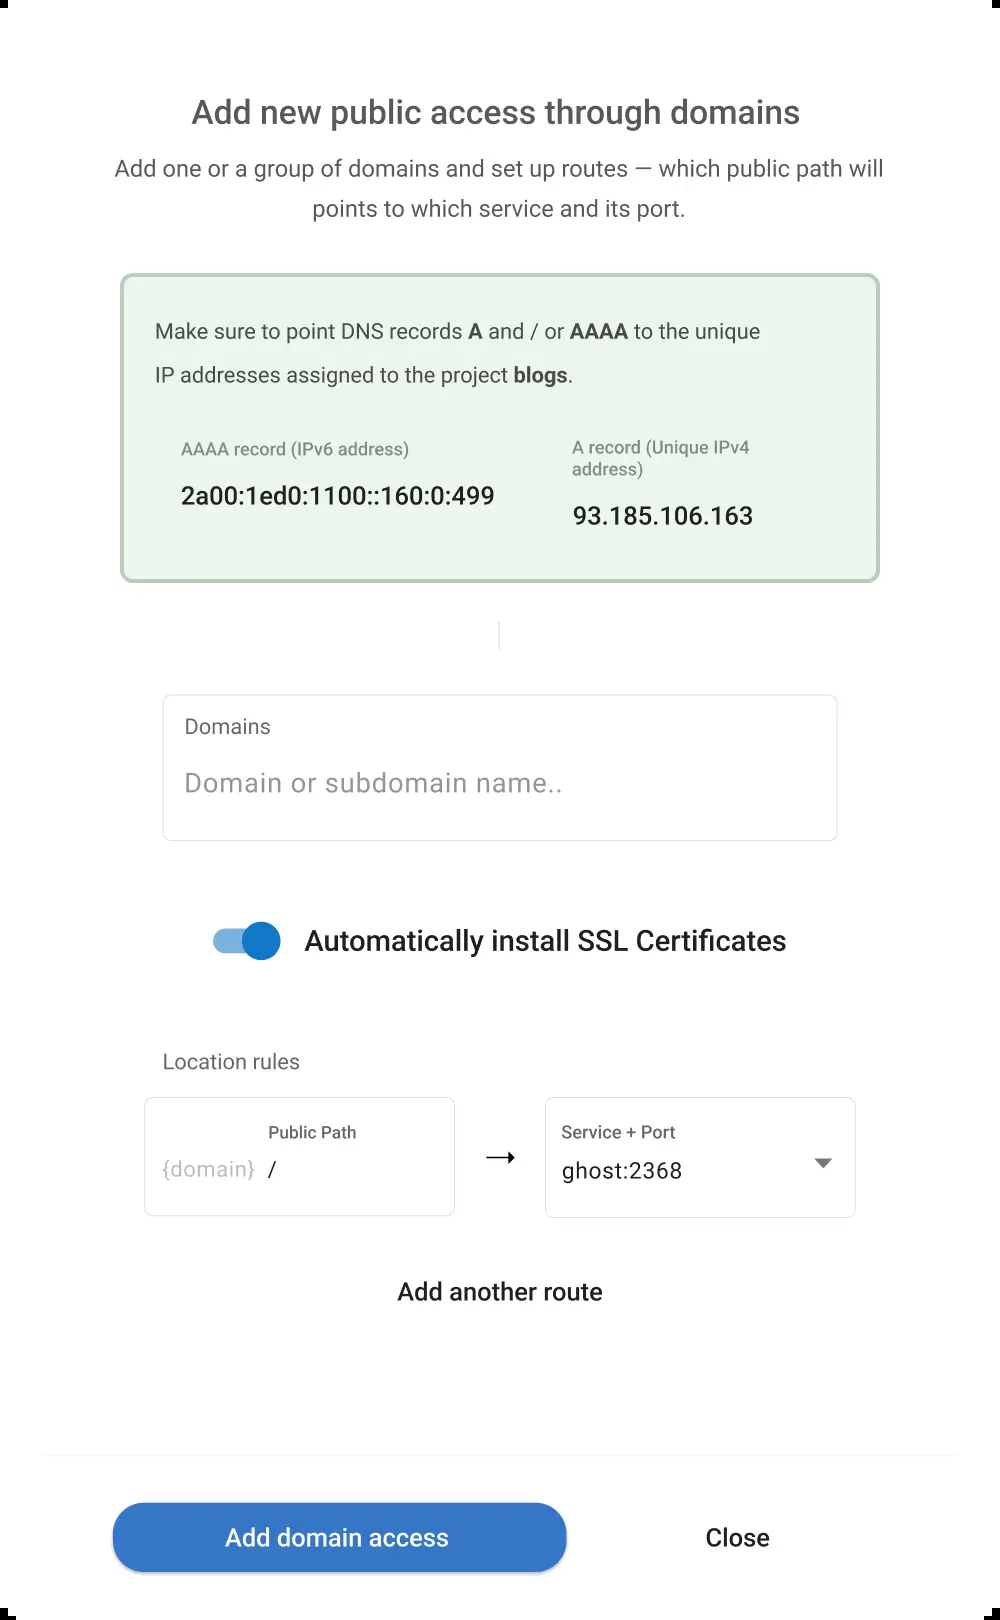 Add new public access through domains
Add one or a group of domains and set up routes — which public path will
points to which service and its port.
Make sure to point DNS records A and / or AAAA to the unique
IP addresses assigned to the project blogs.
AAAA record (IPv6 address)
2a00:1ed0:1100::160:0:499
A record (Unique IPv4
address)
93.185.106.163
Domains
Domain or subdomain name..
Automatically install SSL Certificates
Location rules
Public Path
{domain} /
Service + Port
ghost:2368
Add another route
Add domain access
Close